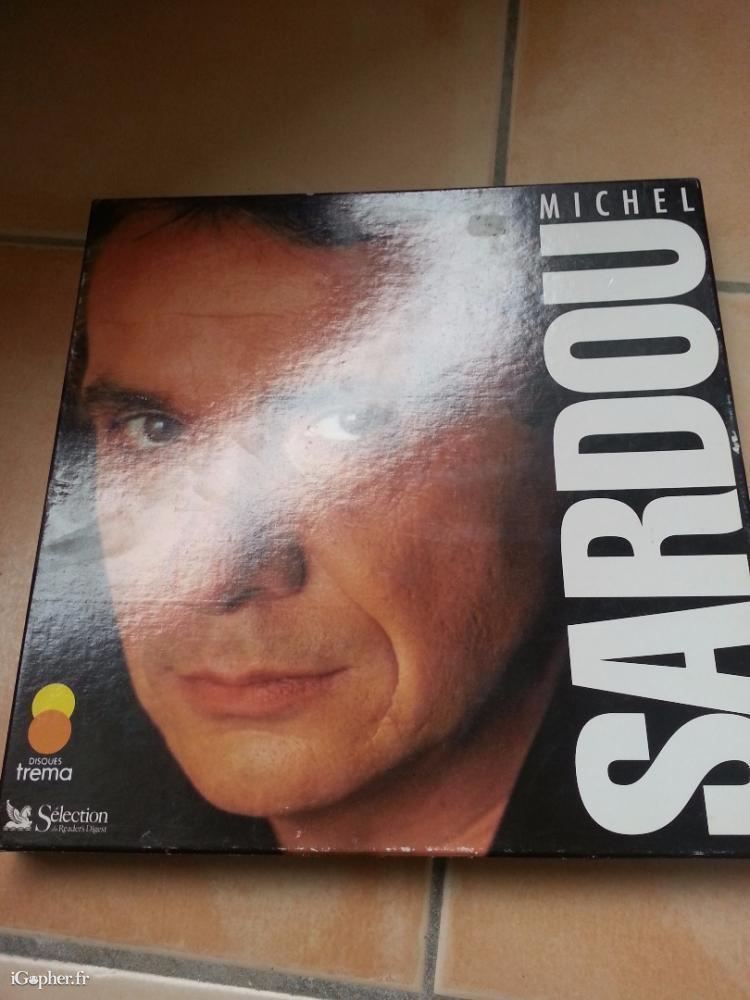 MICHEL
SARDOU
DISQUES
trema
Sélection
du Reader's Digest
iGopher.fr